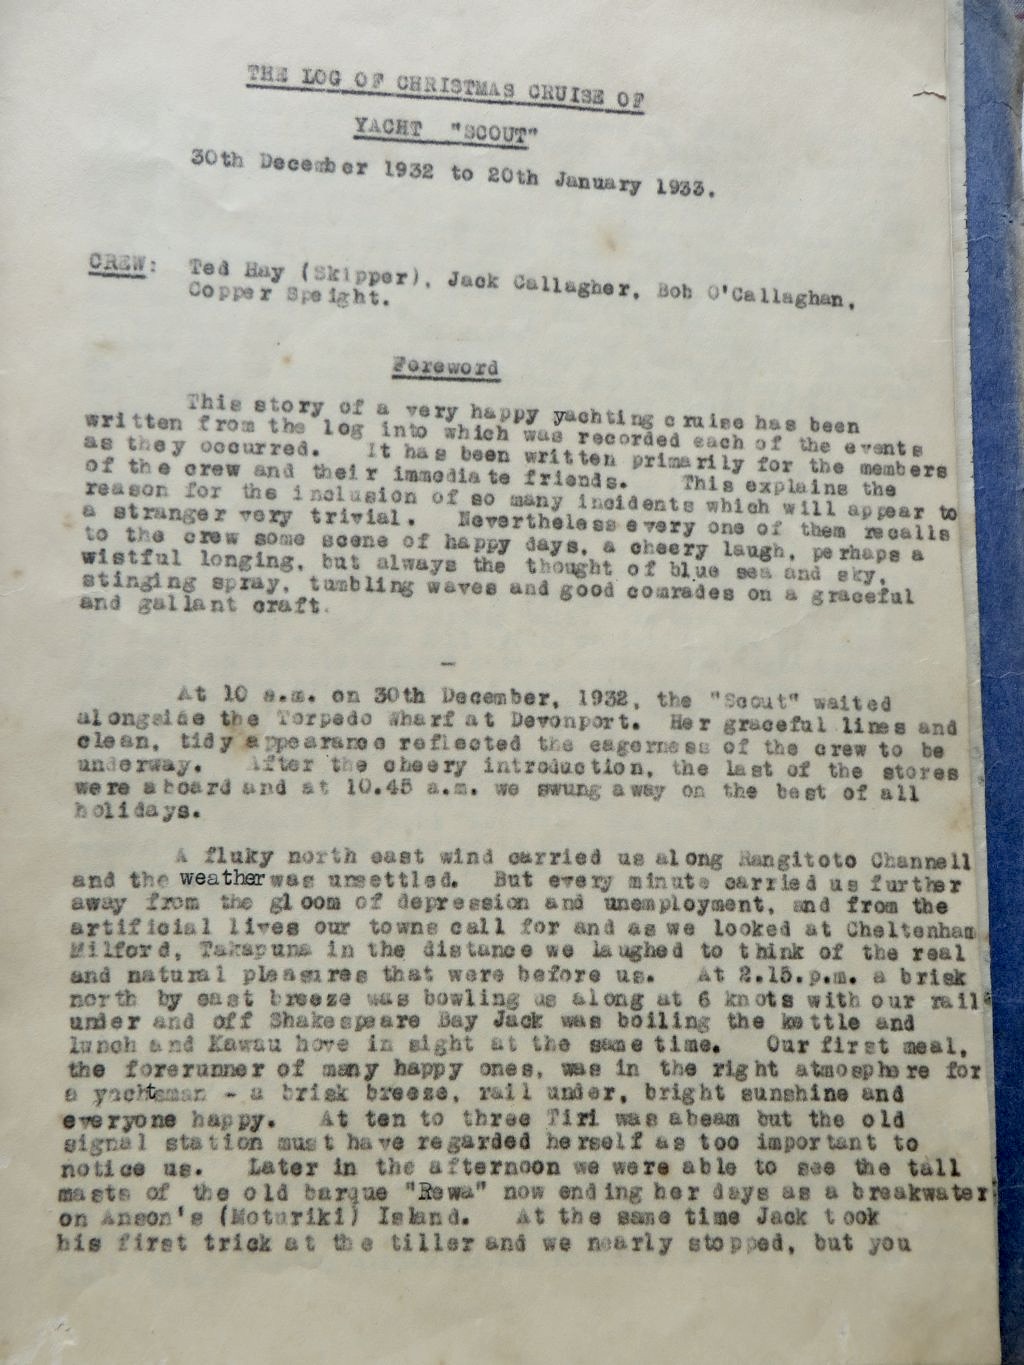 THE LOG OF CHRISTMAS CRUISE OF
YACHT "SCOUT"
30th December 1932 to 20th January 1933.
CREW: Ted Hay (Skipper), Jack Callagher, Bob O'Callaghan,
Copper Speight.
Foreword
This story of a very happy yachting cruise has been
written from the log into which was recorded each of the events
as they occurred. It has been written primarily for the members
of the crew and their immediate friends. This explains the
reason for the inclusion of so many incidents which will appear to
a stranger very trivial. Nevertheless every one of them recalls
to the crew some scene of happy days, a cheery laugh, perhaps a
wistful longing, but always the thought of blue sea and sky,
stinging spray, tumbling waves and good comrades on a graceful
and gallant craft.
At 10 a.m. on 30th December, 1932, the "Scout" waited
alongside the Torpedo Wharf at Devonport. Her graceful lines and
clean, tidy appearance reflected the eagerness of the crew to be
underway. After the cheery introduction, the last of the stores
were aboard and at 10.45 a.m. we swung away on the best of all
holidays.
A fluky north east wind carried us along Rangitoto Channell
and the weather was unsettled. But every minute carried us further
away from the gloom of depression and unemployment, and from the
artificial lives our towns call for and as we looked at Cheltenham
Milford, Takapuna in the distance we laughed to think of the real
and natural pleasures that were before us. At 2.15.p.m. a brisk
north by east breeze was bowling us along at 6 knots with our rail
under and off Shakespeare Bay Jack was boiling the kettle and
lunch and Kawau hove in sight at the same time. Our first meal,
the forerunner of many happy ones, was in the right atmosphere for
a yachtsman - a brisk breeze, rail under, bright sunshine and
everyone happy. At ten to three Tiri was abeam but the old
signal station must have regarded herself as too important to
notice us. Later in the afternoon we were able to see the tall
masts of the old barque "Rewa" now ending her days as a breakwater
on Anson's (Moturiki) Island. At the same time Jack took
his first trick at the tiller and we nearly stopped, but you